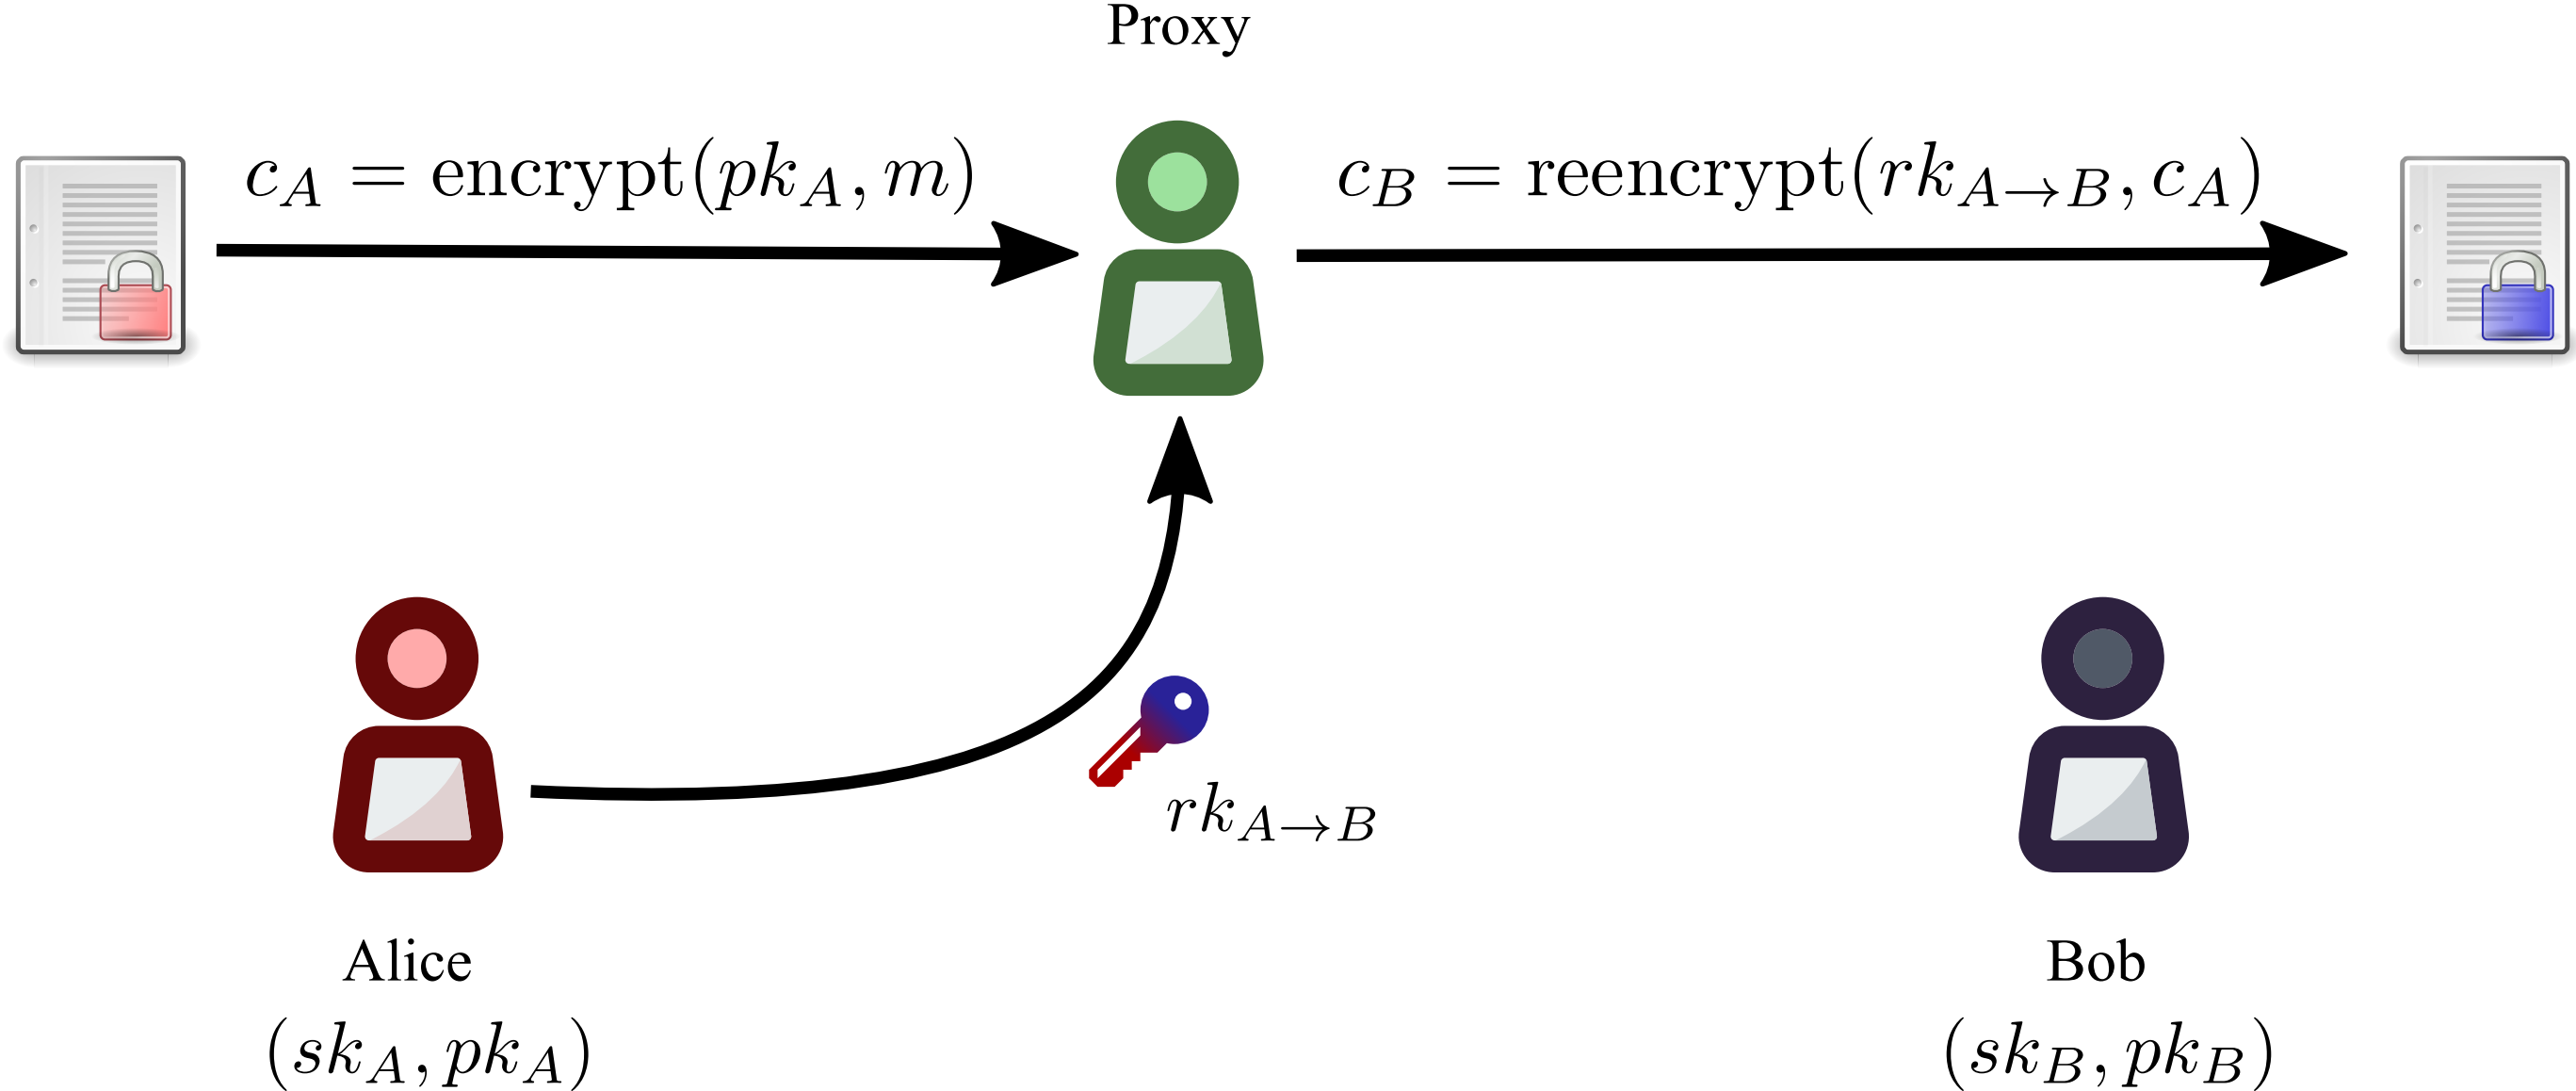 Proxy
c_A = encrypt(pk_A, m)
c_B = reencrypt(rk_{A→B}, c_A)
rk_{A→B}
Alice
(sk_A, pk_A)
Bob
(sk_B, pk_B)